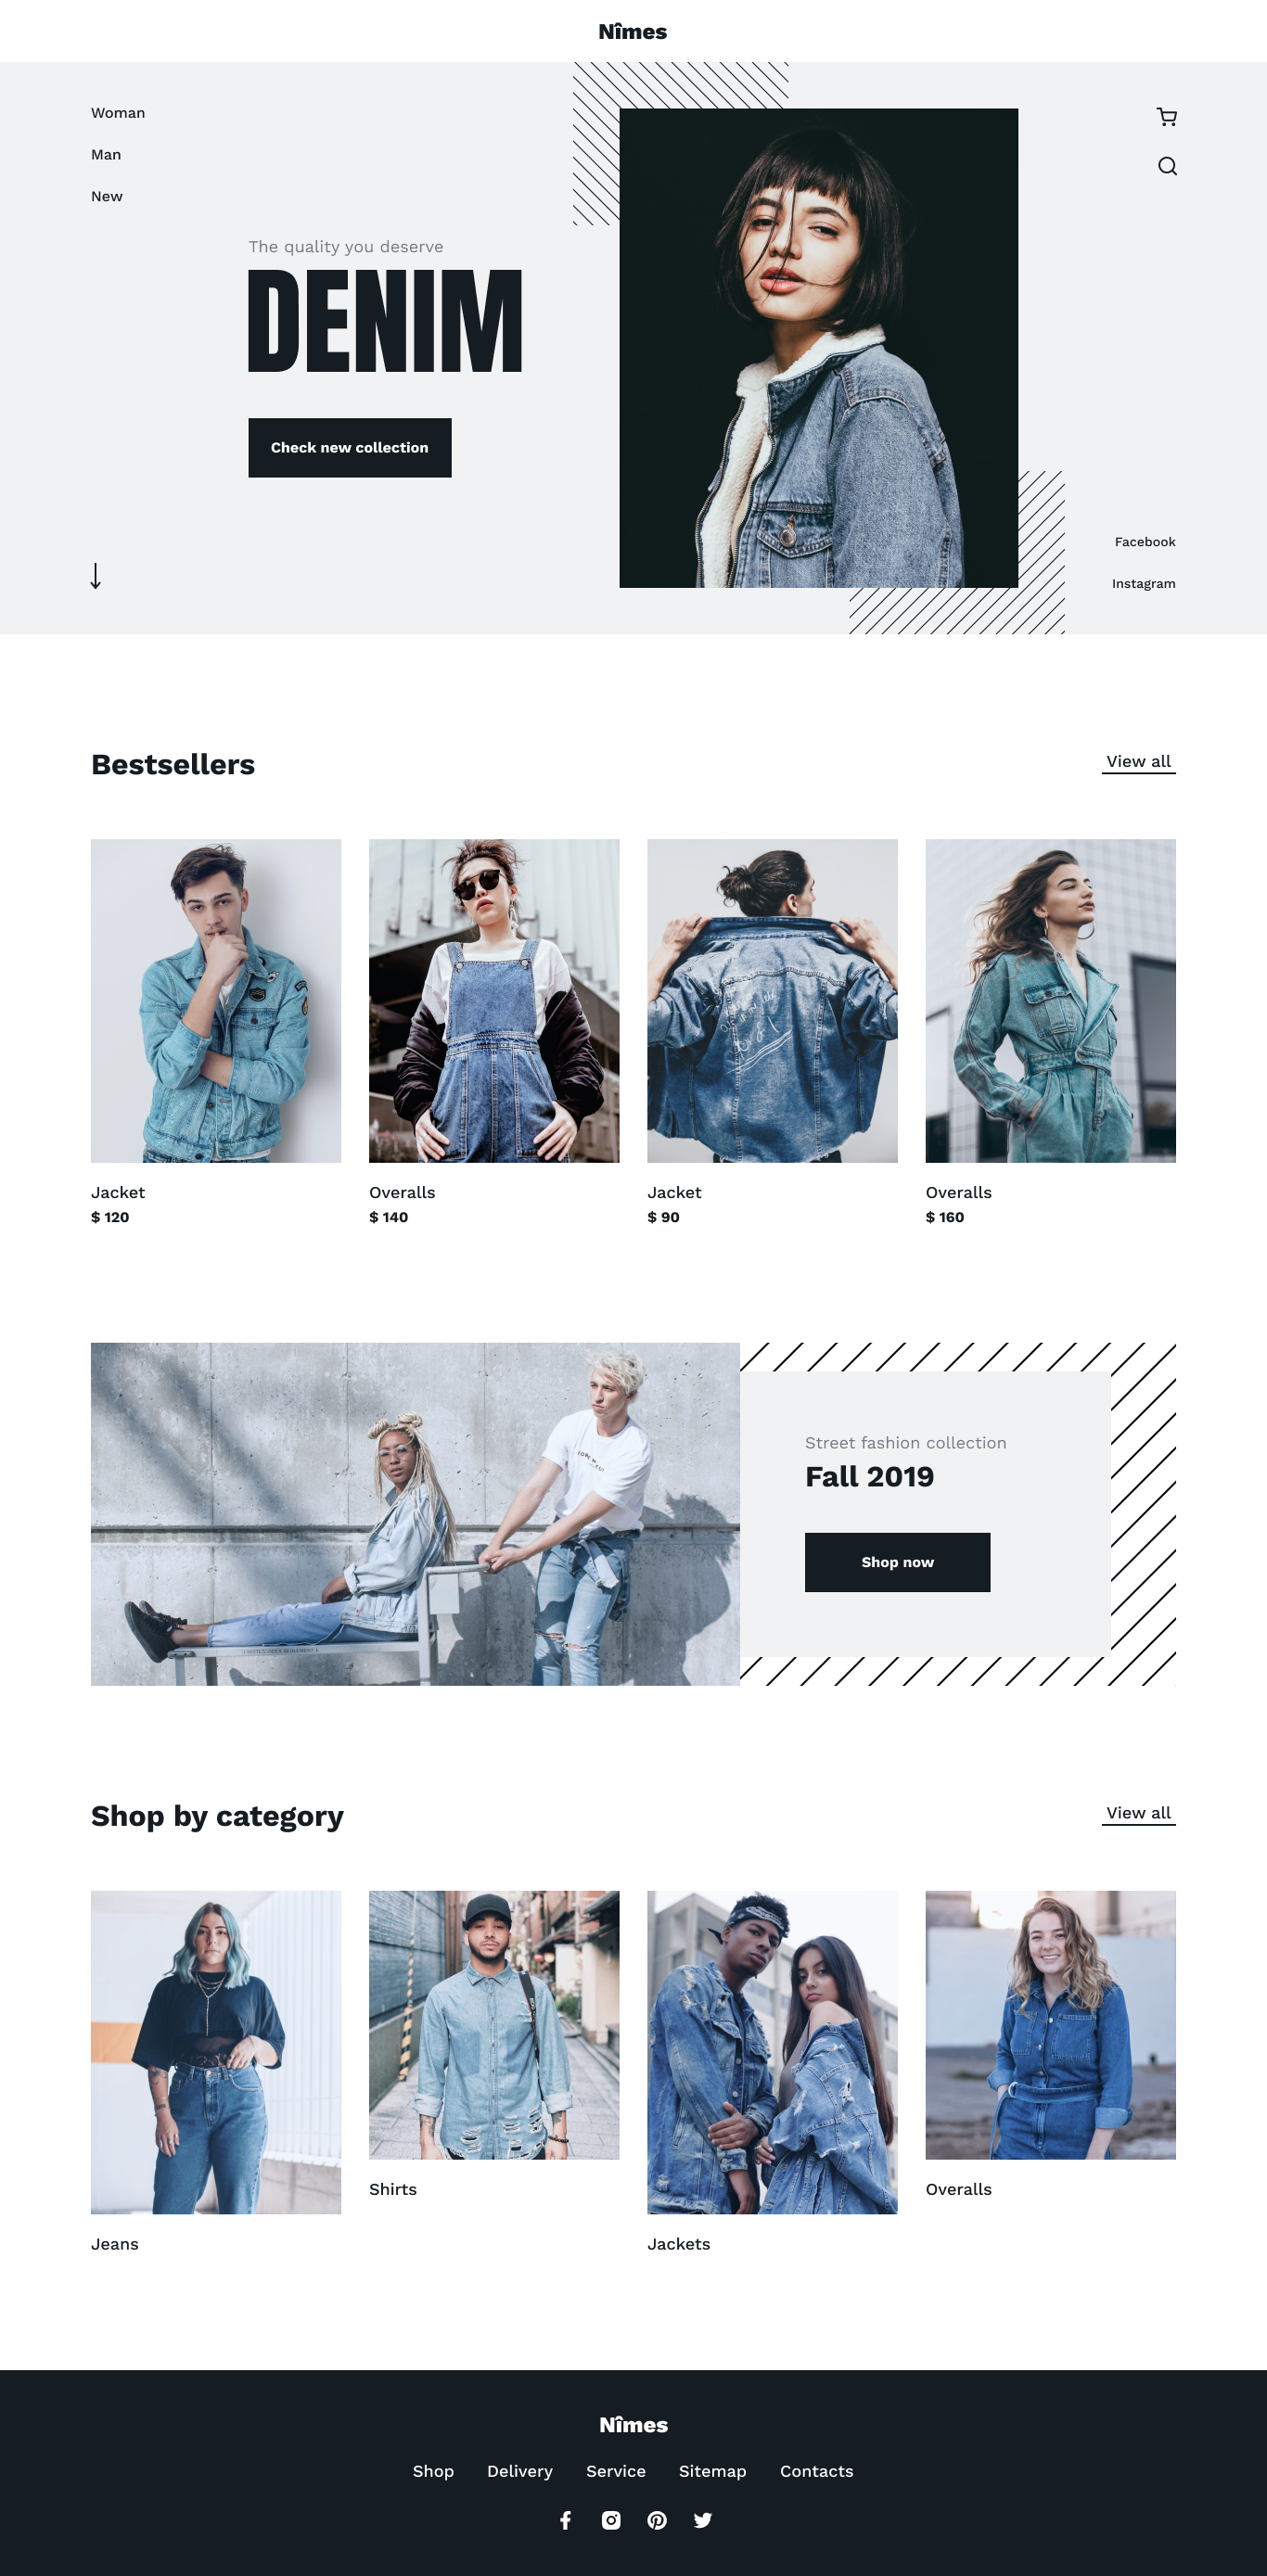 Nîmes
Woman
Man
New
The quality you deserve
DENIM
Check new collection
Facebook
Instagram
Bestsellers
View all
Jacket
$ 120
Overalls
$ 140
Jacket
$ 90
Overalls
$ 160
Street fashion collection
Fall 2019
Shop now
Shop by category
View all
Jeans
Shirts
Jackets
Overalls
Nîmes
Shop Delivery Service Sitemap Contacts